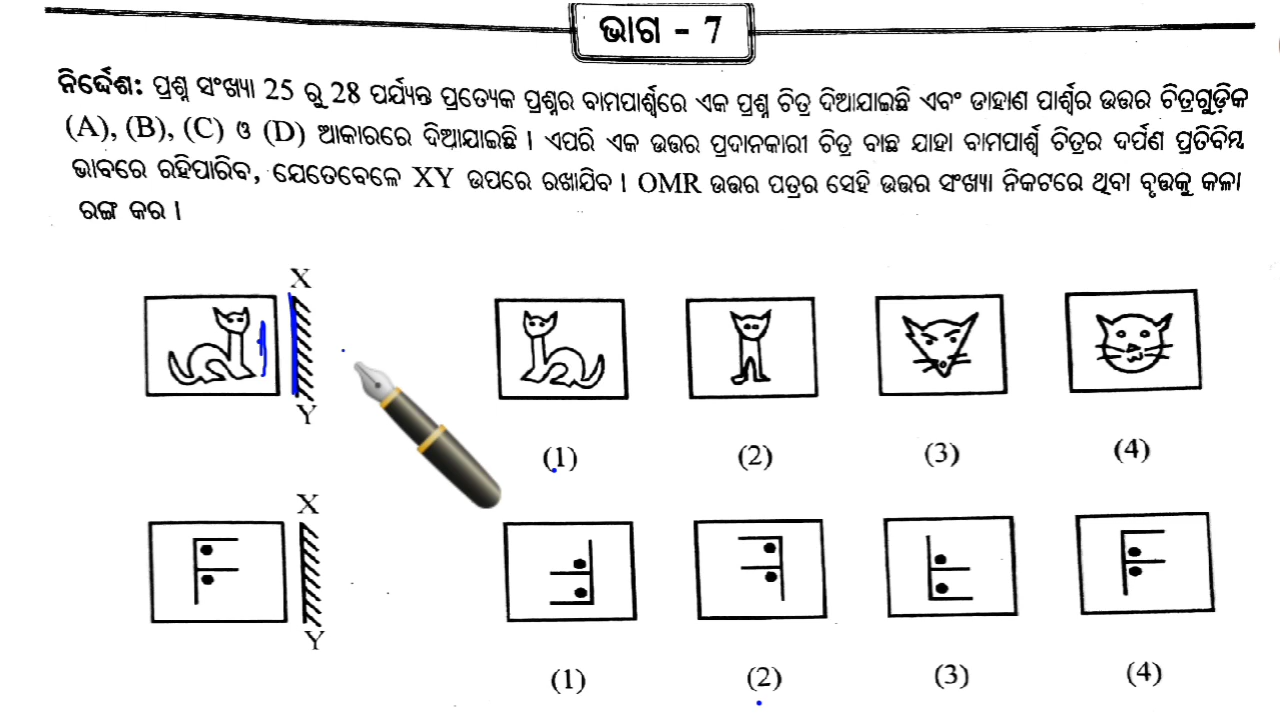 ଭାଗ - 7
ନିର୍ଦ୍ଦେଶ: ପ୍ରଶ୍ନ ସଂଖ୍ୟା 25 ରୁ 28 ପର୍ଯ୍ୟନ୍ତ ପ୍ରତ୍ୟେକ ପ୍ରଶ୍ନର ବାମପାର୍ଶ୍ୱରେ ଏକ ପ୍ରଶ୍ନ ଚିତ୍ର ଦିଆଯାଇଛି ଏବଂ ଡାହାଣ ପାର୍ଶ୍ୱର ଉତ୍ତର ଚିତ୍ରଗୁଡ଼ିକ
(A), (B), (C) ଓ (D) ଆକାରରେ ଦିଆଯାଇଛି । ଏପରି ଏକ ଉତ୍ତର ପ୍ରଦାନକାରୀ ଚିତ୍ର ବାଛ ଯାହା ବାମପାର୍ଶ୍ୱ ଚିତ୍ରର ଦର୍ପଣ ପ୍ରତିବିମ୍ବ
ଭାବରେ ରହିପାରିବ, ଯେତେବେଳେ XY ଉପରେ ରଖାଯିବ । OMR ଉତ୍ତର ପତ୍ରର ସେହି ଉତ୍ତର ସଂଖ୍ୟା ନିକଟରେ ଥିବା ବୃତ୍ତକୁ କଳା
ରଙ୍ଗ କର ।
X
Y
(1) (2) (3) (4)
X
Y
(1) (2) (3) (4)